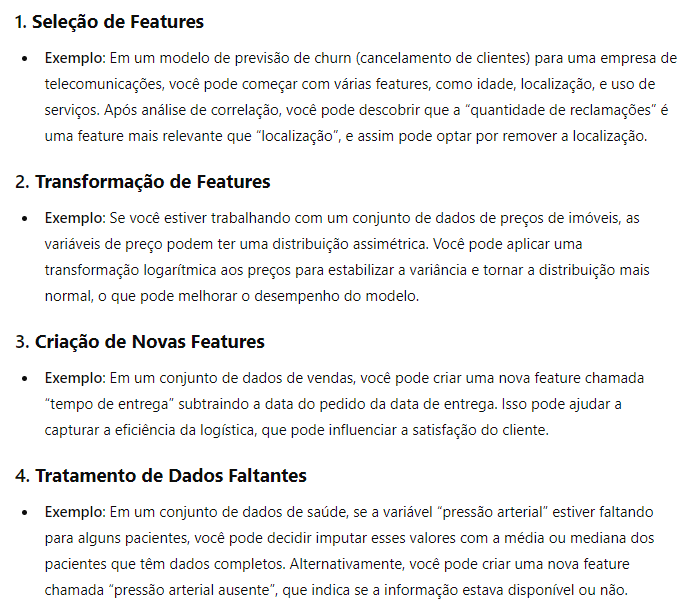 1. Seleção de Features
• Exemplo: Em um modelo de previsão de churn (cancelamento de clientes) para uma empresa de
telecomunicações, você pode começar com várias features, como idade, localização, e uso de
serviços. Após análise de correlação, você pode descobrir que a “quantidade de reclamações” é
uma feature mais relevante que “localização”, e assim pode optar por remover a localização.
2. Transformação de Features
• Exemplo: Se você estiver trabalhando com um conjunto de dados de preços de imóveis, as
variáveis de preço podem ter uma distribuição assimétrica. Você pode aplicar uma
transformação logarítmica aos preços para estabilizar a variância e tornar a distribuição mais
normal, o que pode melhorar o desempenho do modelo.
3. Criação de Novas Features
• Exemplo: Em um conjunto de dados de vendas, você pode criar uma nova feature chamada
“tempo de entrega” subtraindo a data do pedido da data de entrega. Isso pode ajudar a
capturar a eficiência da logística, que pode influenciar a satisfação do cliente.
4. Tratamento de Dados Faltantes
• Exemplo: Em um conjunto de dados de saúde, se a variável “pressão arterial” estiver faltando
para alguns pacientes, você pode decidir imputar esses valores com a média ou mediana dos
pacientes que têm dados completos. Alternativamente, você pode criar uma nova feature
chamada “pressão arterial ausente”, que indica se a informação estava disponível ou não.